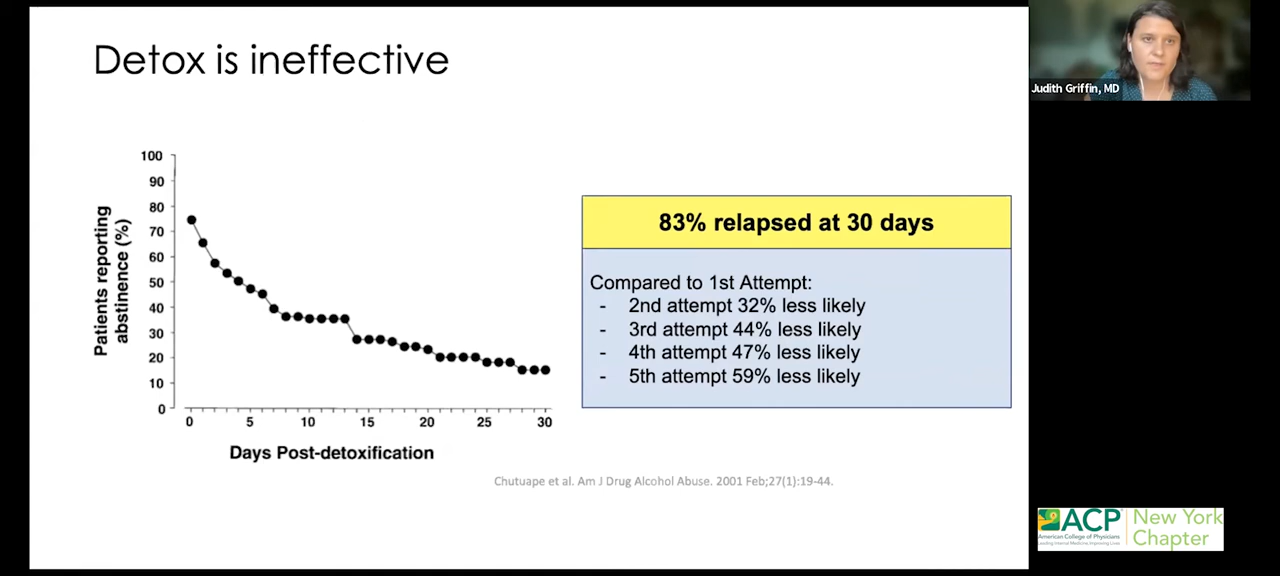 Detox is ineffective
Judith Griffin, MD
100
90
80
70
60
50
40
30
20
10
0
Patients reporting
abstinence (%)
0 5 10 15 20 25 30
Days Post-detoxification
83% relapsed at 30 days
Compared to 1st Attempt:
- 2nd attempt 32% less likely
- 3rd attempt 44% less likely
- 4th attempt 47% less likely
- 5th attempt 59% less likely
Chutuape et al. Am J Drug Alcohol Abuse. 2001 Feb;27(1):19-44.
ACP New York
Chapter
American College of Physicians
Leading Internal Medicine, Improving Lives